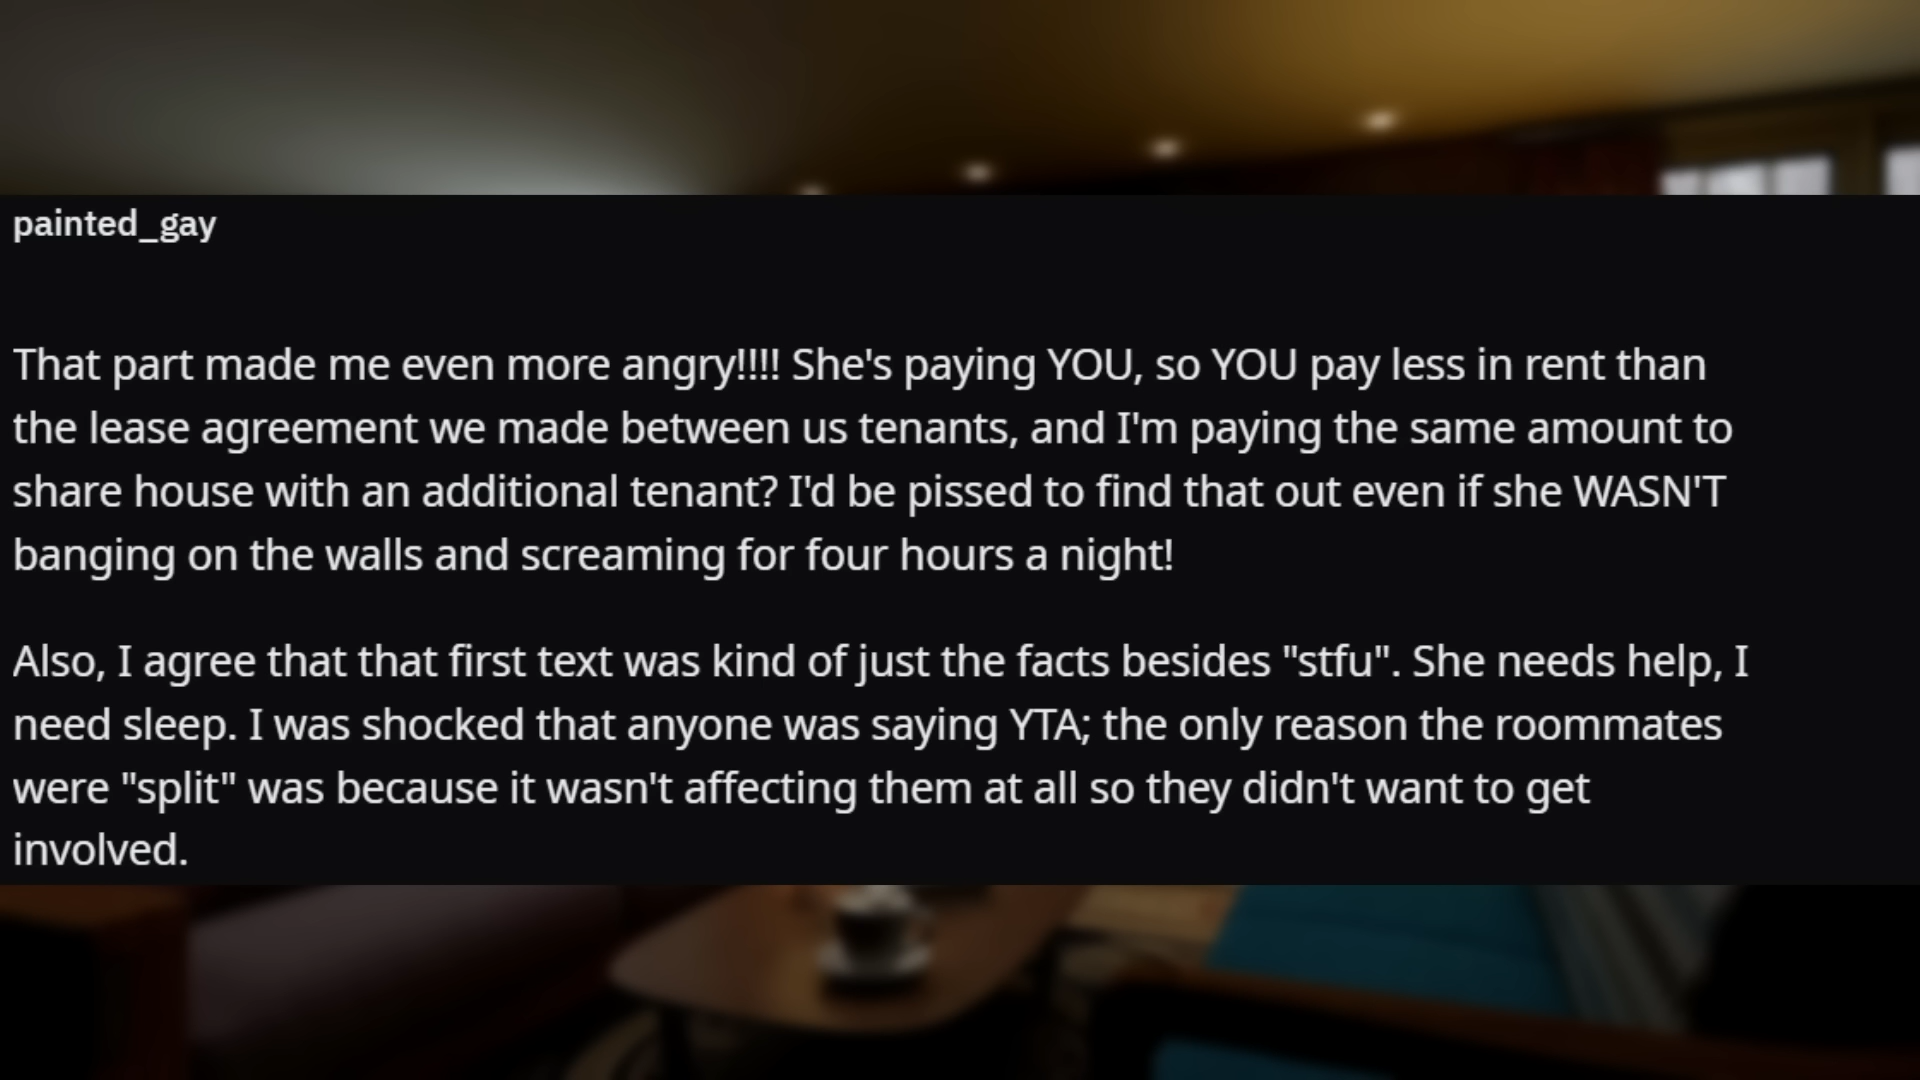 painted_gay
That part made me even more angry!!!! She's paying YOU, so YOU pay less in rent than
the lease agreement we made between us tenants, and I'm paying the same amount to
share house with an additional tenant? I'd be pissed to find that out even if she WASN'T
banging on the walls and screaming for four hours a night!
Also, I agree that that first text was kind of just the facts besides "stfu". She needs help, I
need sleep. I was shocked that anyone was saying YTA; the only reason the roommates
were "split" was because it wasn't affecting them at all so they didn't want to get
involved.